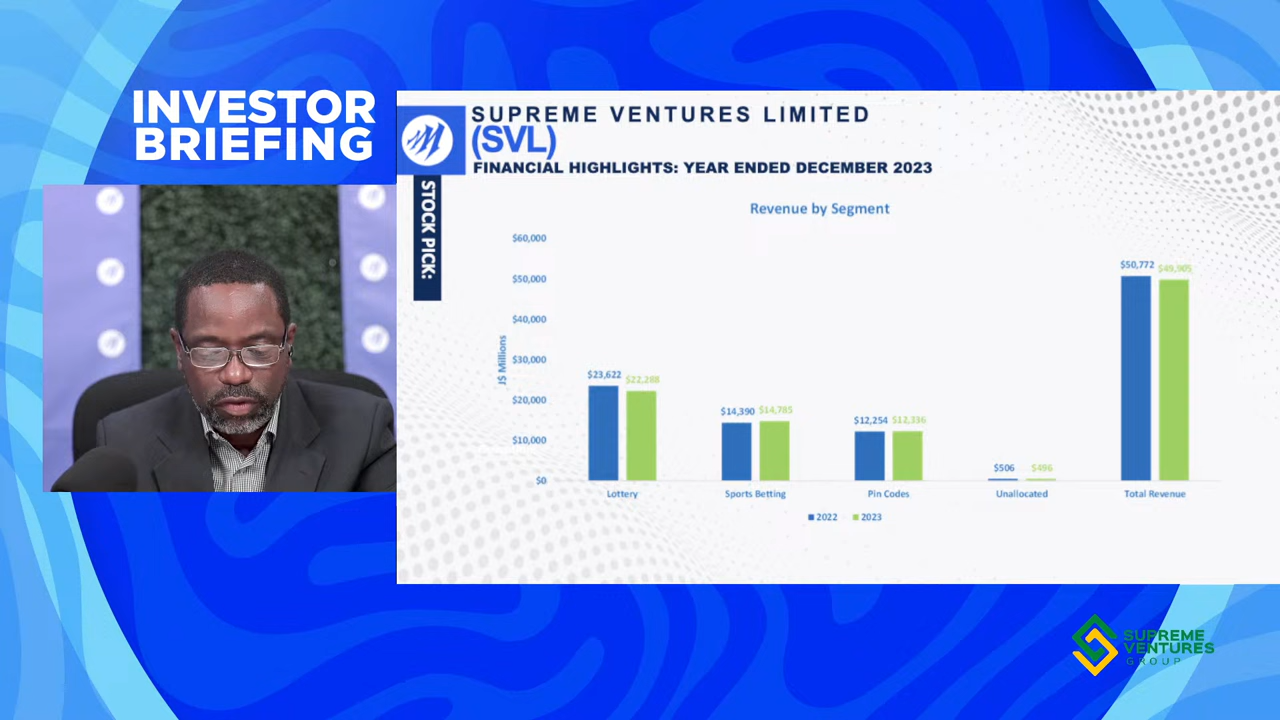 INVESTOR
BRIEFING
SUPREME VENTURES LIMITED
(SVL)
FINANCIAL HIGHLIGHTS: YEAR ENDED DECEMBER 2023
STOCK PICK:
Revenue by Segment
$60,000
$50,000
$40,000
$30,000
$20,000
$10,000
$0
J$ Millions
$23,622 $22,288
$14,390 $14,785
$12,254 $12,336
$506 $496
$50,772 $49,905
Lottery Sports Betting Pin Codes Unallocated Total Revenue
2022 2023
SUPREME
VENTURES
GROUP